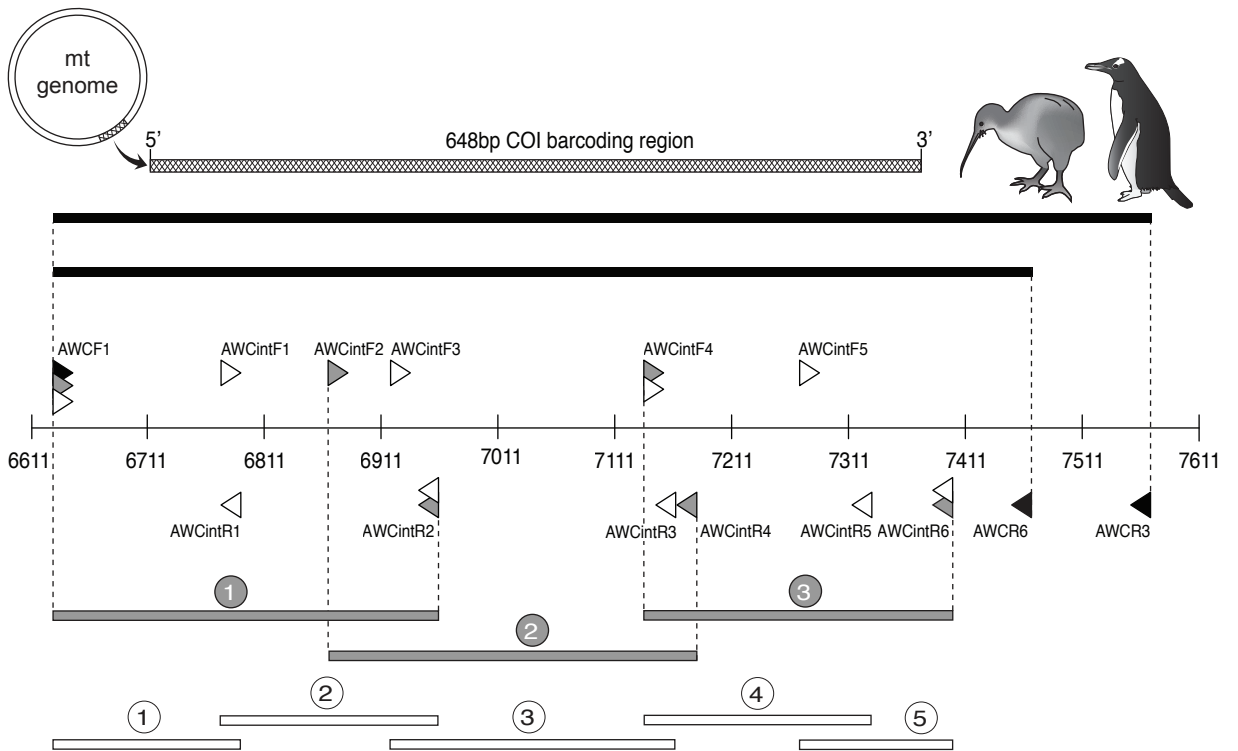 mt
genome
5’ 648bp COI barcoding region 3’
AWCF1 AWCintF1 AWCintF2 AWCintF3 AWCintF4 AWCintF5
6611 6711 6811 6911 7011 7111 7211 7311 7411 7511 7611
AWCintR1 AWCintR2 AWCintR3 AWCintR4 AWCintR5 AWCintR6 AWCR6 AWCR3
1 3
2
2 4
1 3 5